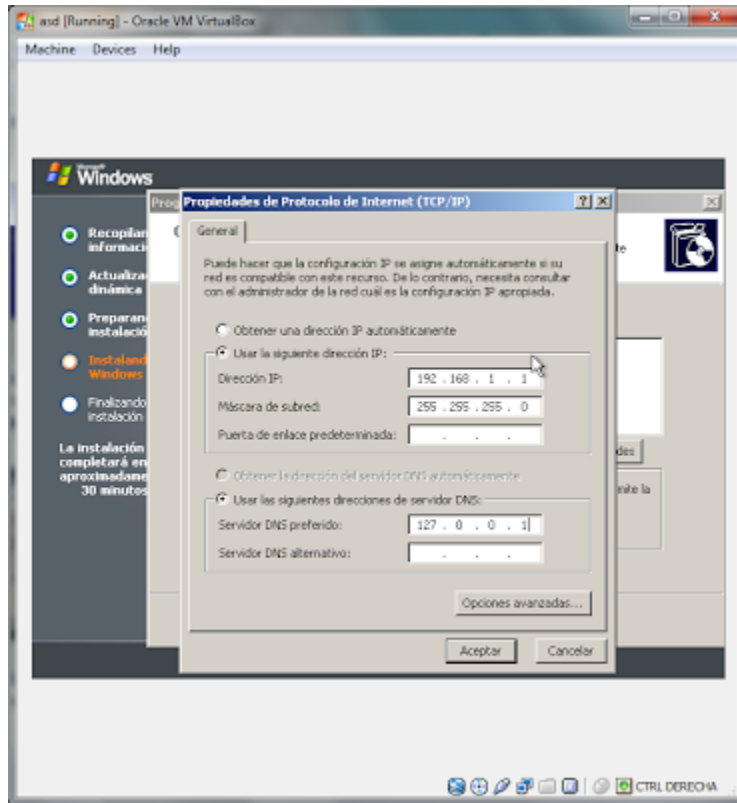 asd [Running] - Oracle VM VirtualBox
Machine Devices Help
Microsoft
Windows
Prog
Propiedades de Protocolo de Internet (TCP/IP)
General
Puede hacer que la configuración IP se asigne automáticamente si su
red es compatible con este recurso. De lo contrario, necesita consultar
con el administrador de la red cuál es la configuración IP apropiada.
Obtener una dirección IP automáticamente
Usar la siguiente dirección IP:
Dirección IP: 192 . 168 . 1 . 1
Máscara de subred: 255 . 255 . 255 . 0
Puerta de enlace predeterminada: . . .
Obtener la dirección del servidor DNS automáticamente
Usar las siguientes direcciones de servidor DNS:
Servidor DNS preferido: 127 . 0 . 0 . 1
Servidor DNS alternativo: . . .
Opciones avanzadas...
Aceptar Cancelar
Recopilan
informaci
Actualiza
dinámica
Preparan
instalació
Instaland
Windows
Finalizando
instalación
La instalación
completará en
aproximadame
30 minutos
te
des
mite la
CTRL DERECHA